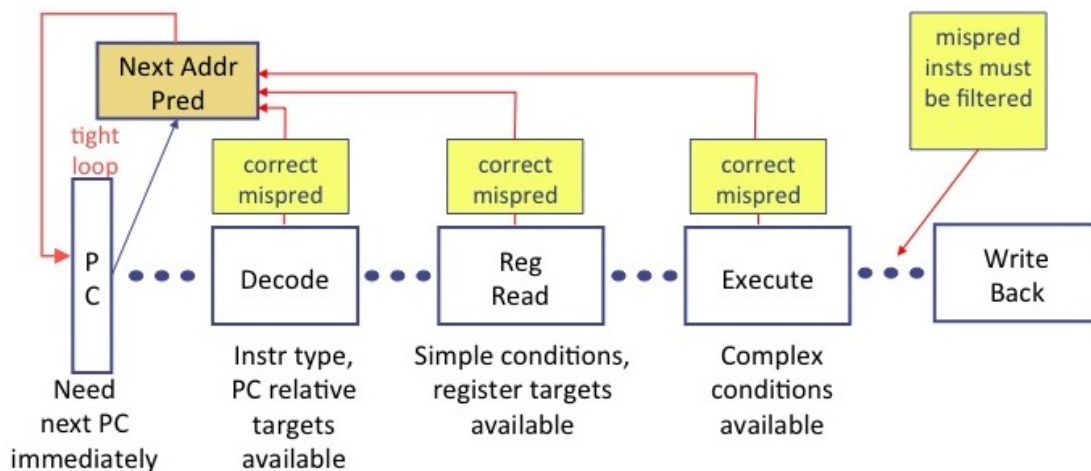 Next Addr
Pred
mispred
insts must
be filtered
tight
loop
correct
mispred
correct
mispred
correct
mispred
P
C
Decode
Reg
Read
Execute
Write
Back
Need
next PC
immediately
Instr type,
PC relative
targets
available
Simple conditions,
register targets
available
Complex
conditions
available